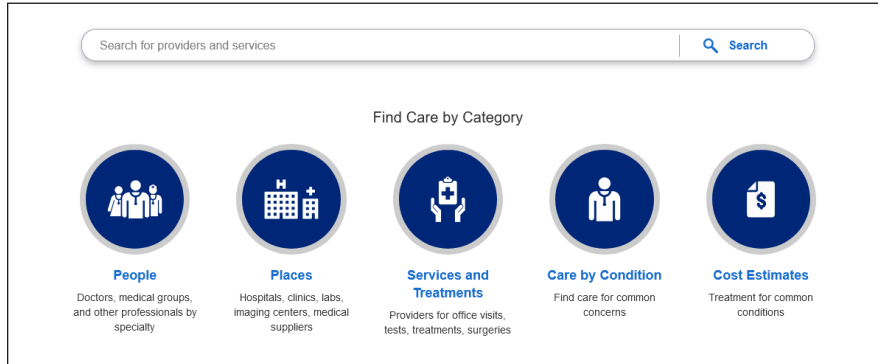 Search for providers and services
Search
Find Care by Category
H
$
People
Doctors, medical groups,
and other professionals by
specialty
Places
Hospitals, clinics, labs,
imaging centers, medical
suppliers
Services and
Treatments
Providers for office visits,
tests, treatments, surgeries
Care by Condition
Find care for common
concerns
Cost Estimates
Treatment for common
conditions